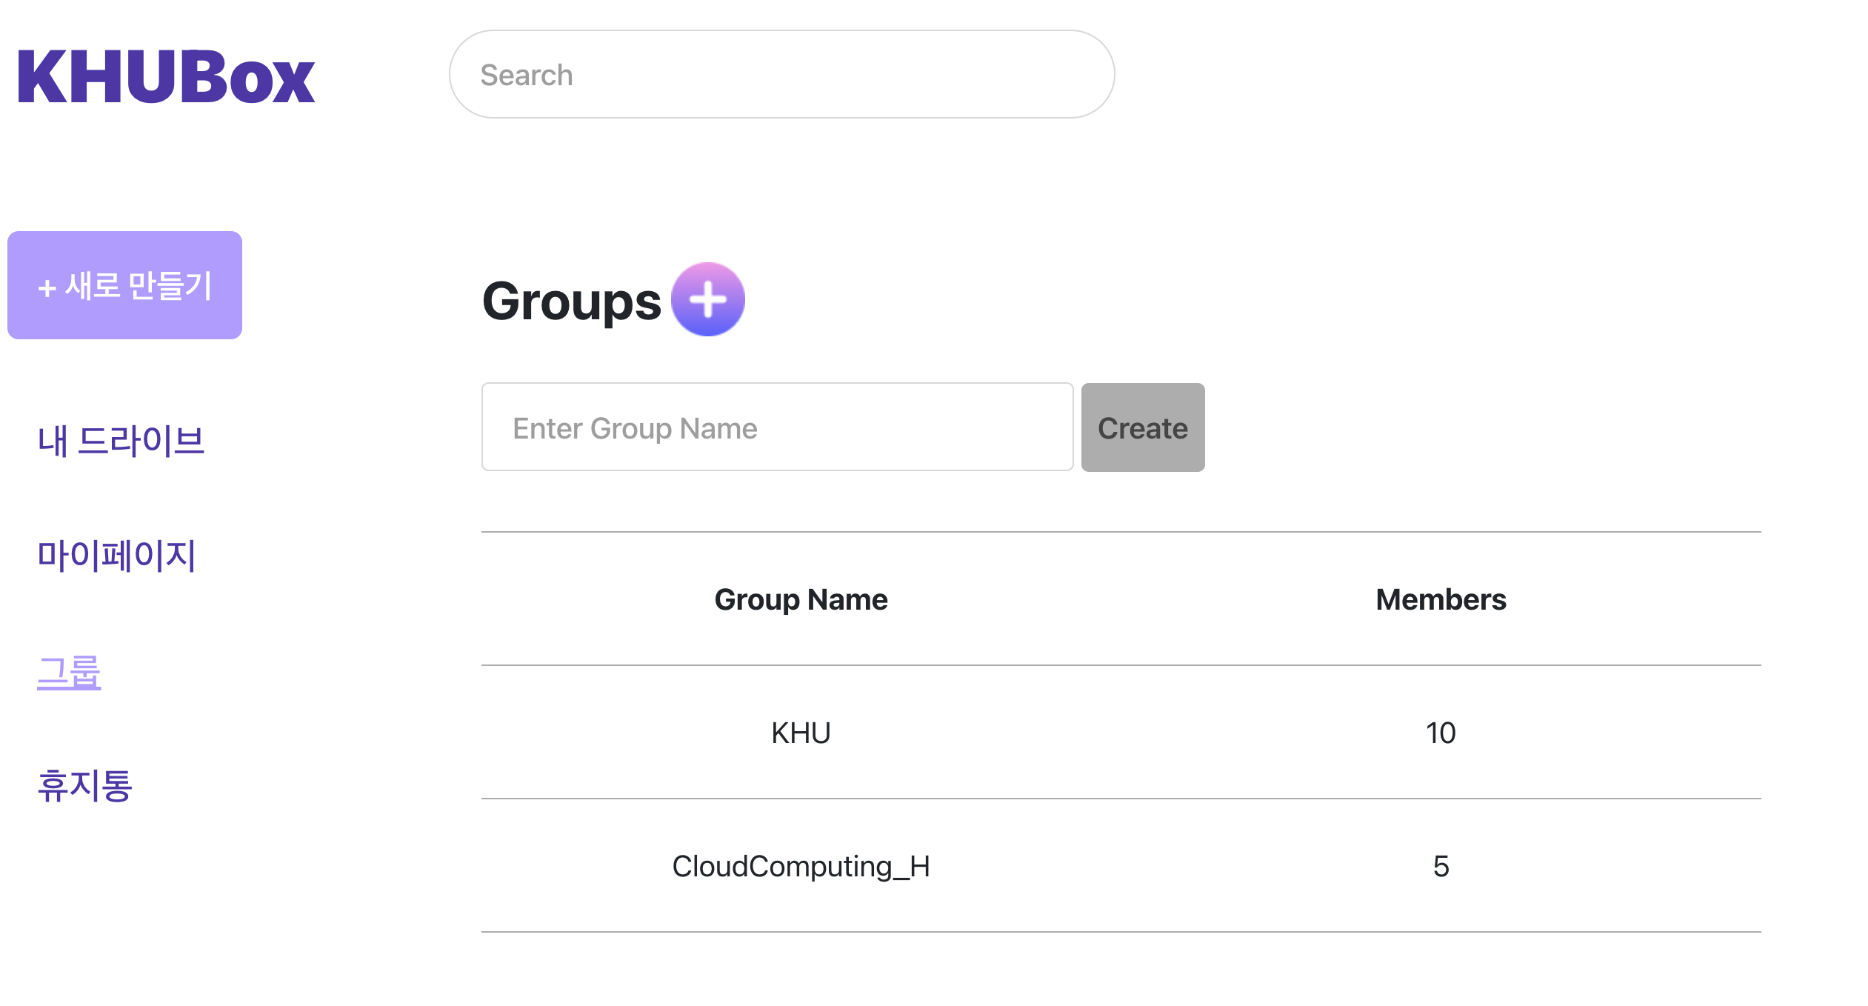 KHUBox
Search
+ 새로 만들기
내 드라이브
마이페이지
그룹
휴지통
Groups
Enter Group Name
Create
Group Name Members
KHU 10
CloudComputing_H 5